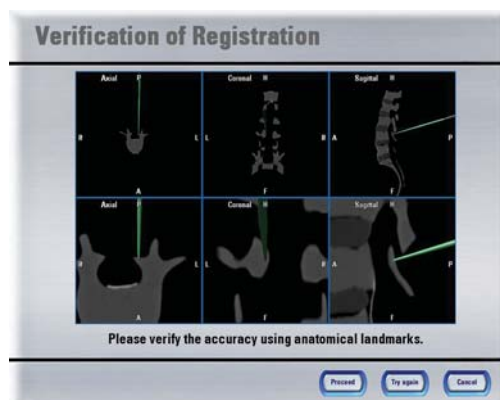 Verification of Registration
Axial P Coronal H Sagittal H
R L L R A P
A F F
Axial P Coronal H Sagittal H
R L L R A P
A F F
Please verify the accuracy using anatomical landmarks.
Proceed Try again Cancel